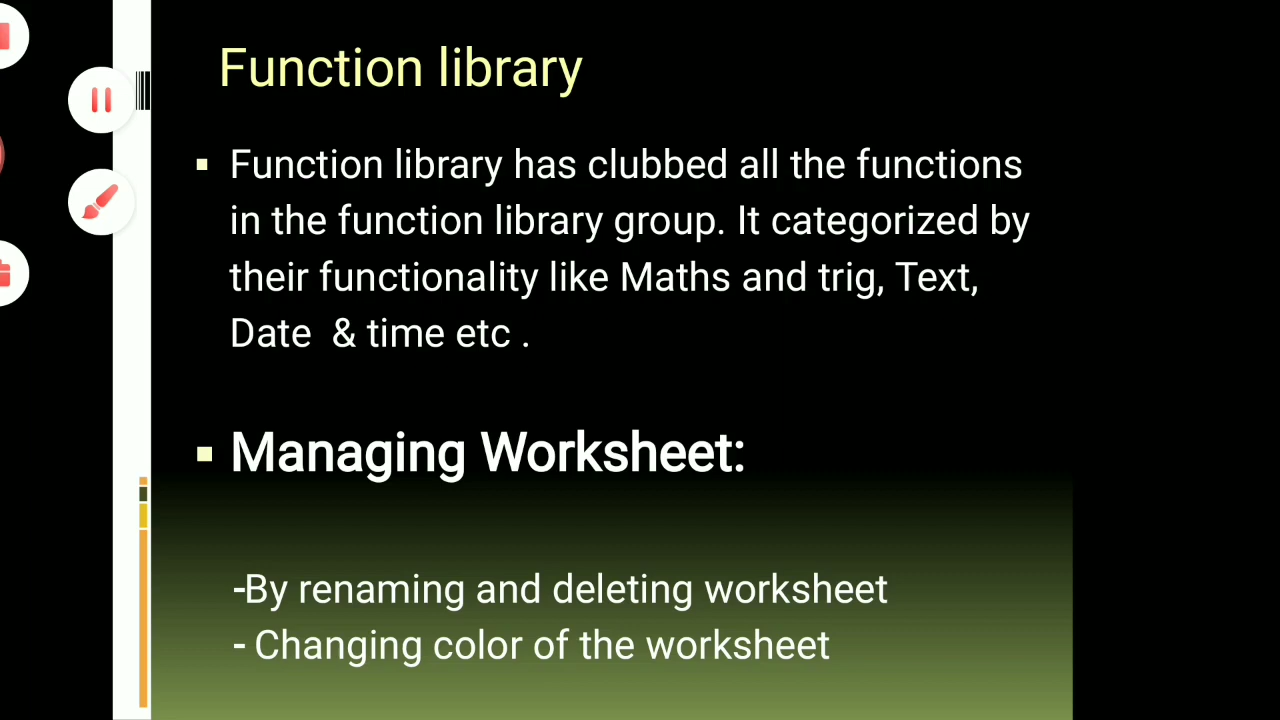 Function library
Function library has clubbed all the functions
in the function library group. It categorized by
their functionality like Maths and trig, Text,
Date & time etc .
Managing Worksheet:
-By renaming and deleting worksheet
- Changing color of the worksheet